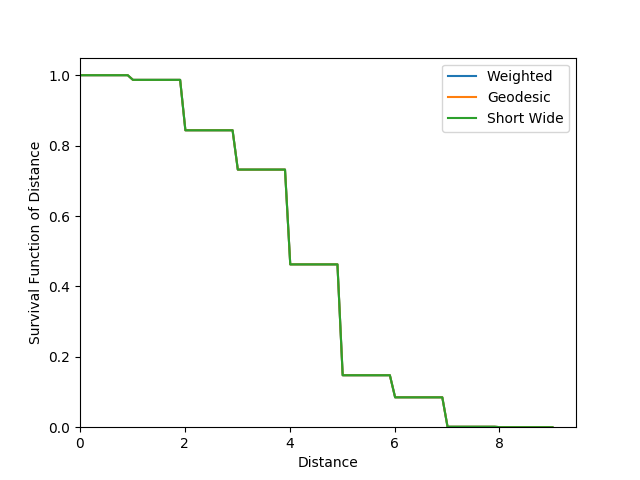 Survival Function of Distance
1.0
0.8
0.6
0.4
0.2
0.0
Weighted
Geodesic
Short Wide
0 2 4 6 8
Distance